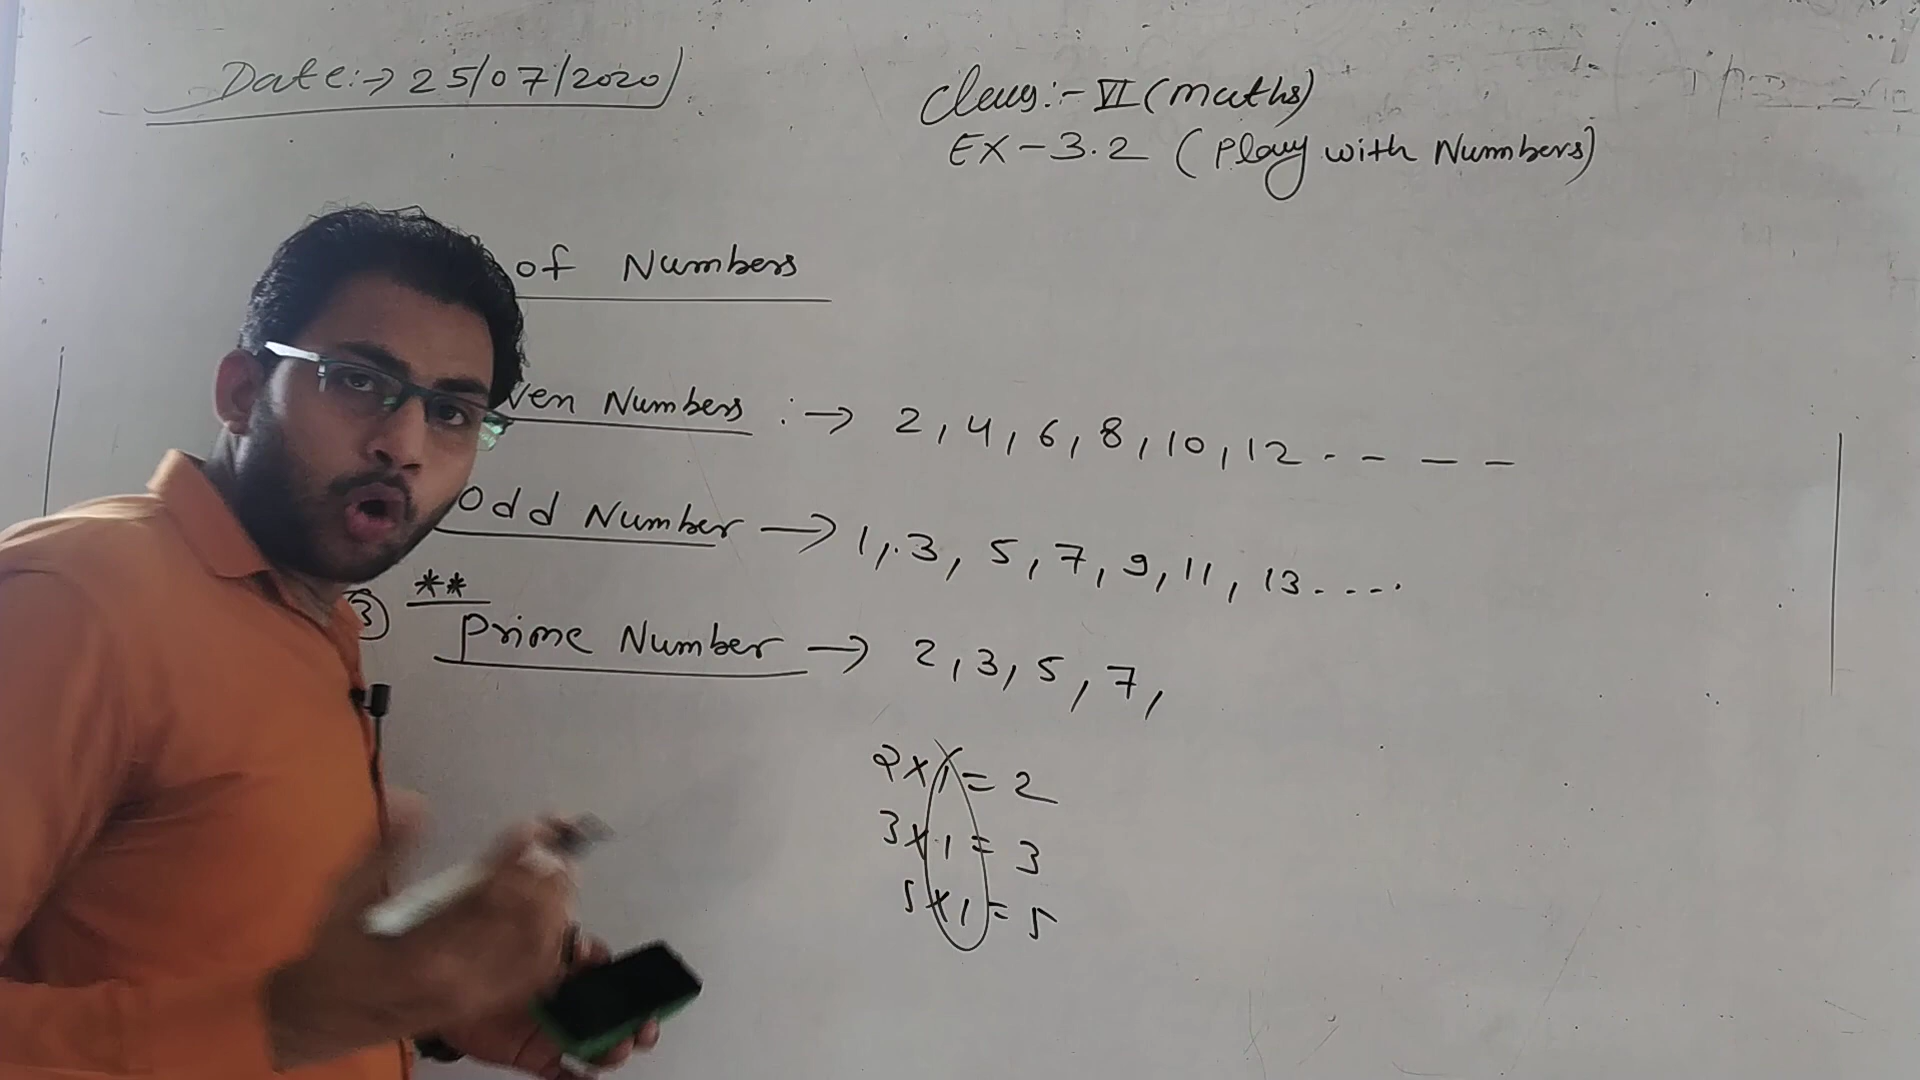 Date:→ 25/07/2020
Class:- VI (maths)
EX-3.2 (Play with Numbers)
of Numbers
ven Numbers :→ 2, 4, 6, 8, 10, 12 - - - -
Odd Number → 1, 3, 5, 7, 9, 11, 13 ....
**
③ Prime Number → 2, 3, 5, 7,
2×1=2
3×1=3
5×1=5